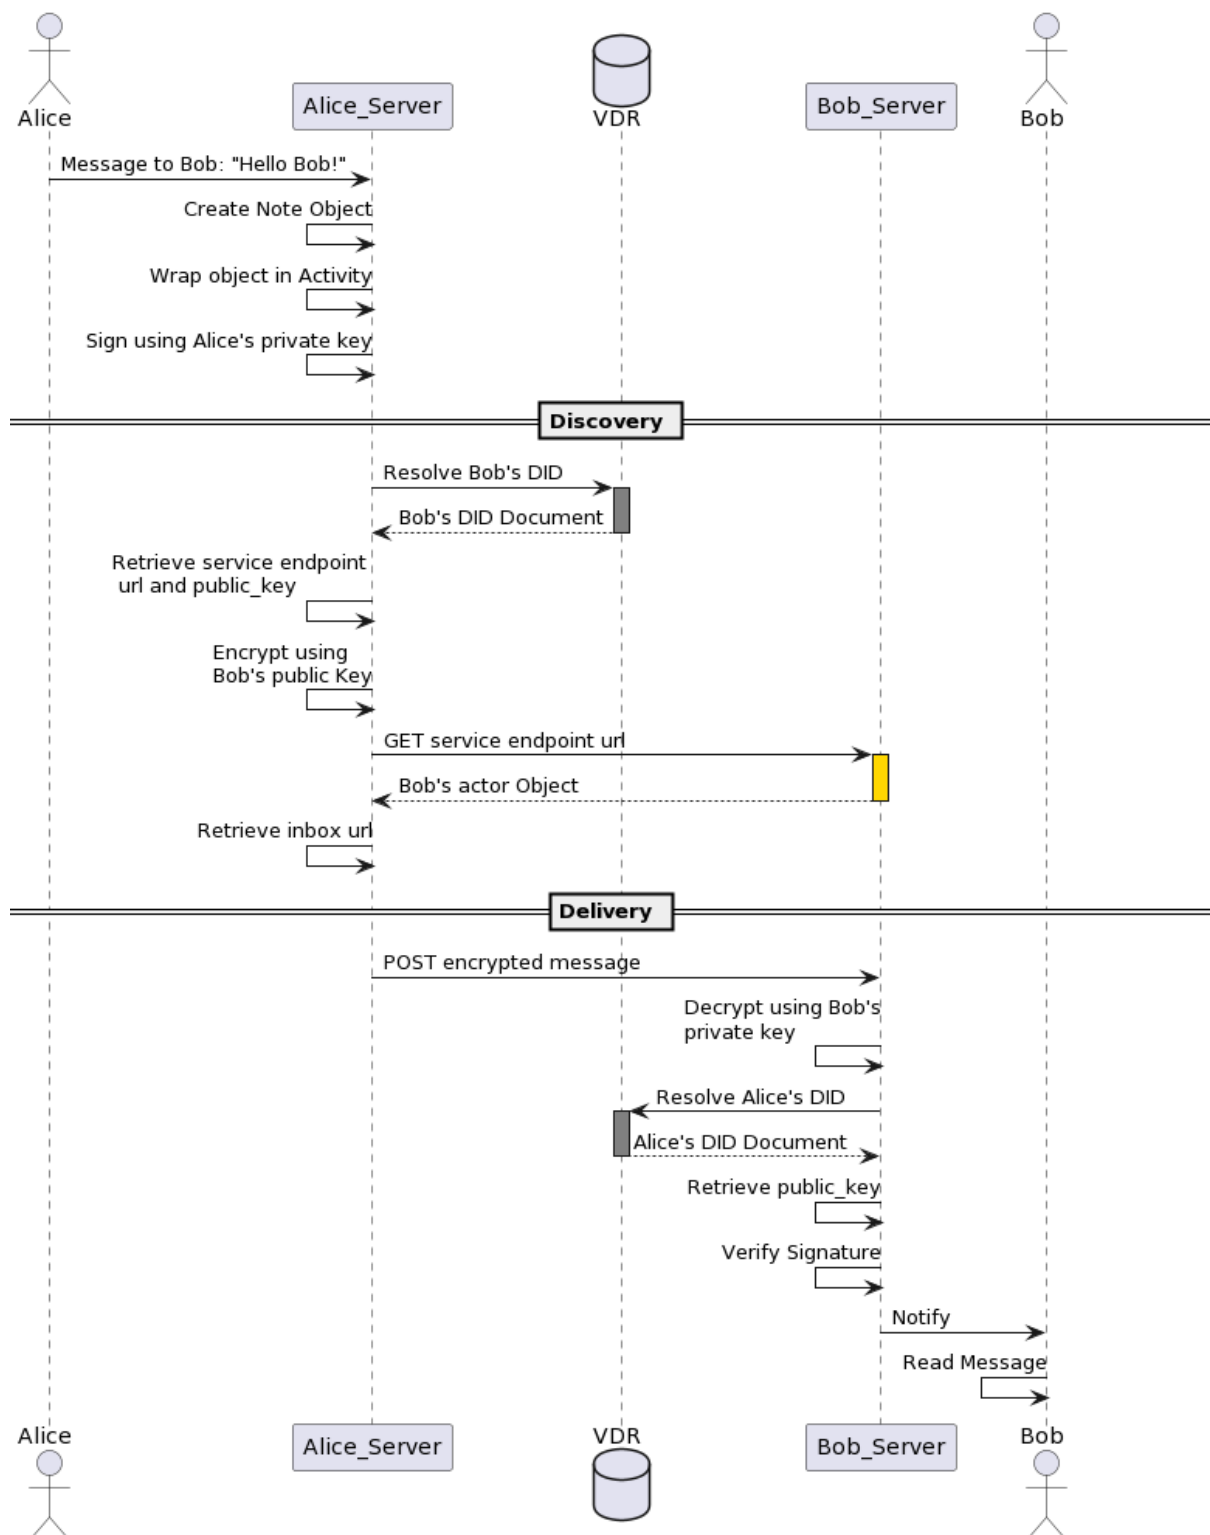 Alice
Alice_Server
VDR
Bob_Server
Bob
Message to Bob: "Hello Bob!"
Create Note Object
Wrap object in Activity
Sign using Alice's private key
Discovery
Resolve Bob's DID
Bob's DID Document
Retrieve service endpoint
url and public_key
Encrypt using
Bob's public Key
GET service endpoint url
Bob's actor Object
Retrieve inbox url
Delivery
POST encrypted message
Decrypt using Bob's
private key
Resolve Alice's DID
Alice's DID Document
Retrieve public_key
Verify Signature
Notify
Read Message
Alice
Alice_Server
VDR
Bob_Server
Bob